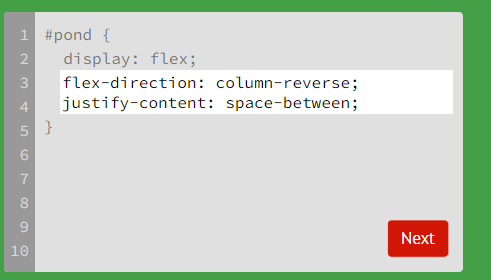 1 #pond {
2 display: flex;
3 flex-direction: column-reverse;
4 justify-content: space-between;
5 }
6
7
8
9
10
Next